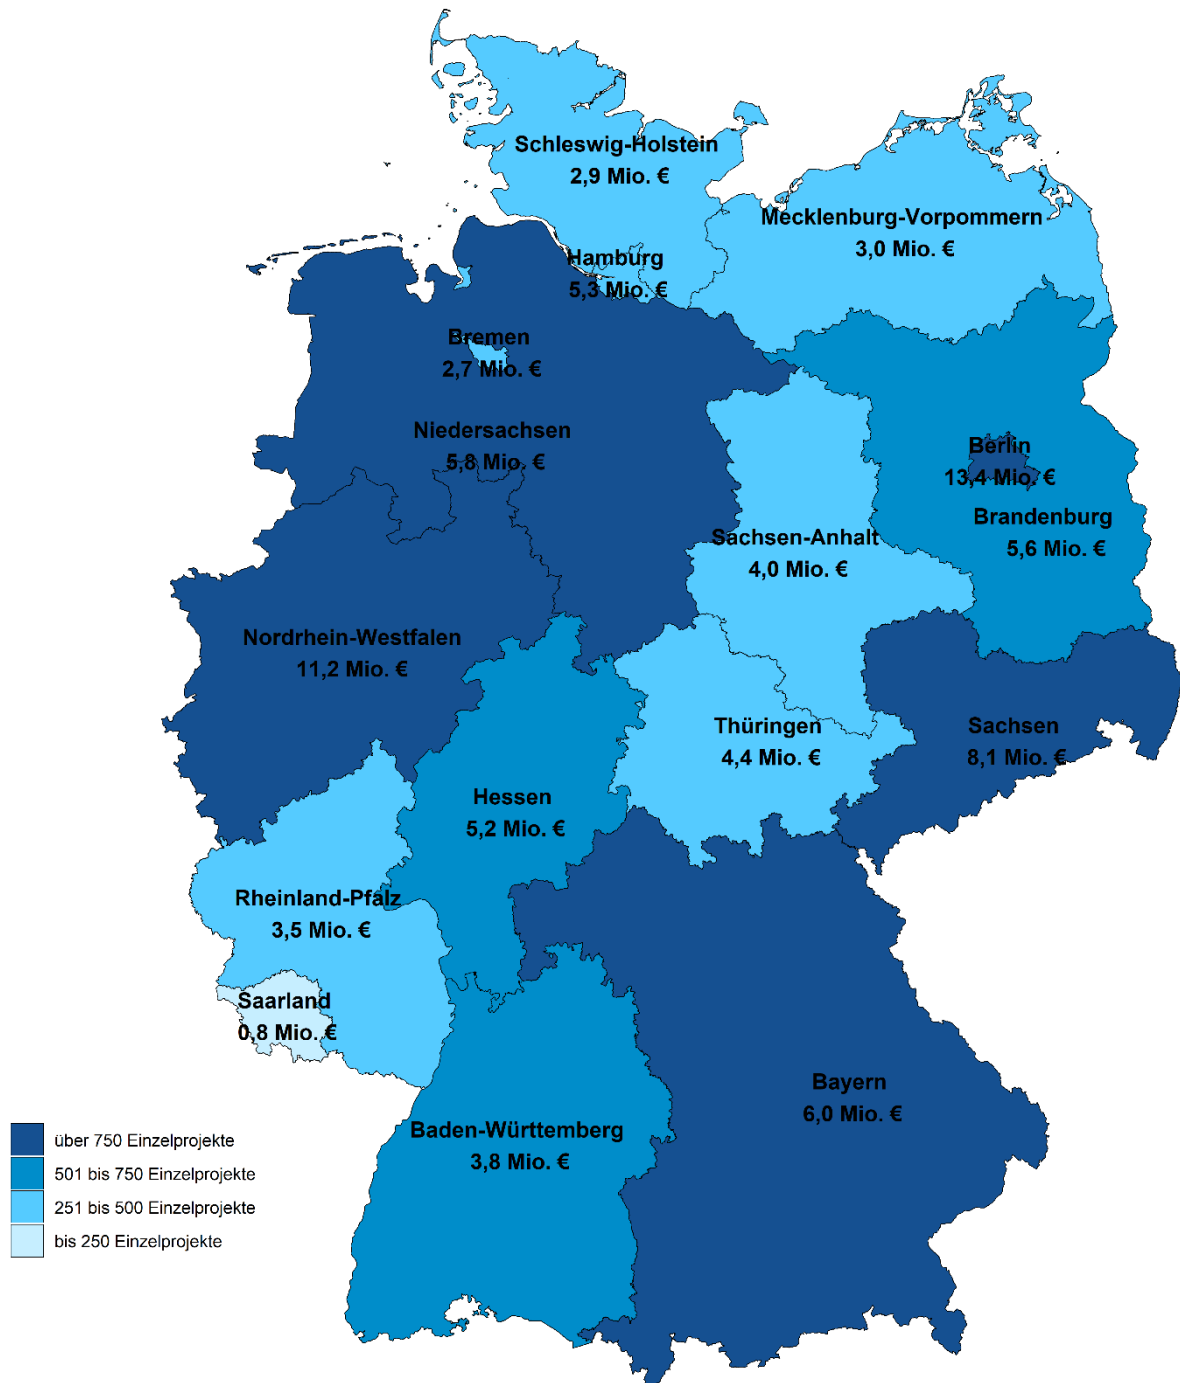 Schleswig-Holstein
2,9 Mio. €
Mecklenburg-Vorpommern
3,0 Mio. €
Hamburg
5,3 Mio. €
Bremen
2,7 Mio. €
Niedersachsen
5,8 Mio. €
Berlin
13,4 Mio. €
Brandenburg
5,6 Mio. €
Sachsen-Anhalt
4,0 Mio. €
Nordrhein-Westfalen
11,2 Mio. €
Thüringen
4,4 Mio. €
Sachsen
8,1 Mio. €
Hessen
5,2 Mio. €
Rheinland-Pfalz
3,5 Mio. €
Saarland
0,8 Mio. €
Bayern
6,0 Mio. €
Baden-Württemberg
3,8 Mio. €
über 750 Einzelprojekte
501 bis 750 Einzelprojekte
251 bis 500 Einzelprojekte
bis 250 Einzelprojekte